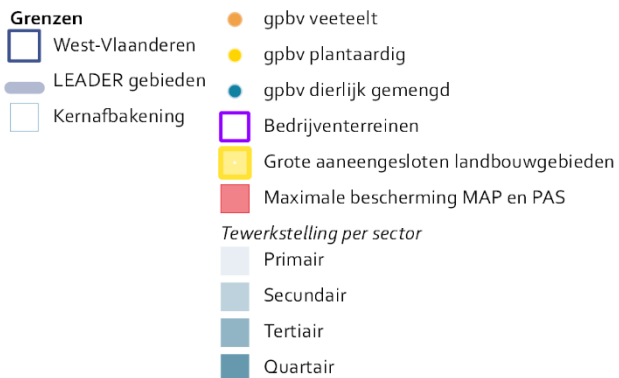 Grenzen
West-Vlaanderen
LEADER gebieden
Kernafbakening
gpbv veeteelt
gpbv plantaardig
gpbv dierlijk gemengd
Bedrijventerreinen
Grote aaneengesloten landbouwgebieden
Maximale bescherming MAP en PAS
Tewerkstelling per sector
Primair
Secundair
Tertiair
Quartair